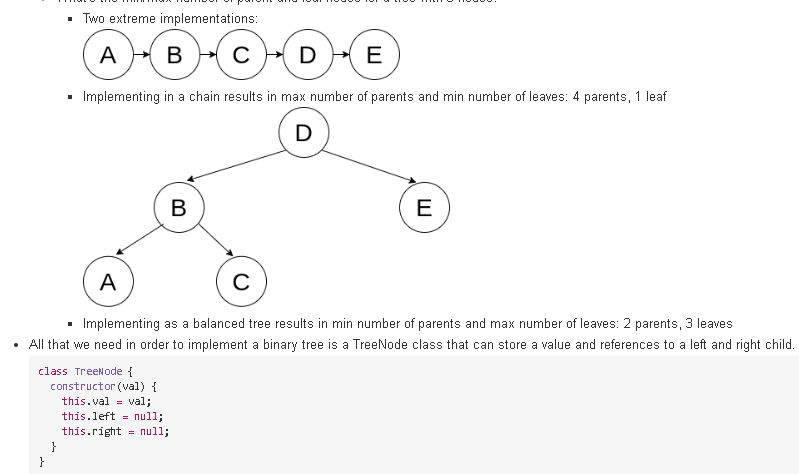 Two extreme implementations:
A B C D E
Implementing in a chain results in max number of parents and min number of leaves: 4 parents, 1 leaf
D
B E
A C
Implementing as a balanced tree results in min number of parents and max number of leaves: 2 parents, 3 leaves
All that we need in order to implement a binary tree is a TreeNode class that can store a value and references to a left and right child.
class TreeNode {
constructor(val) {
this.val = val;
this.left = null;
this.right = null;
}
}